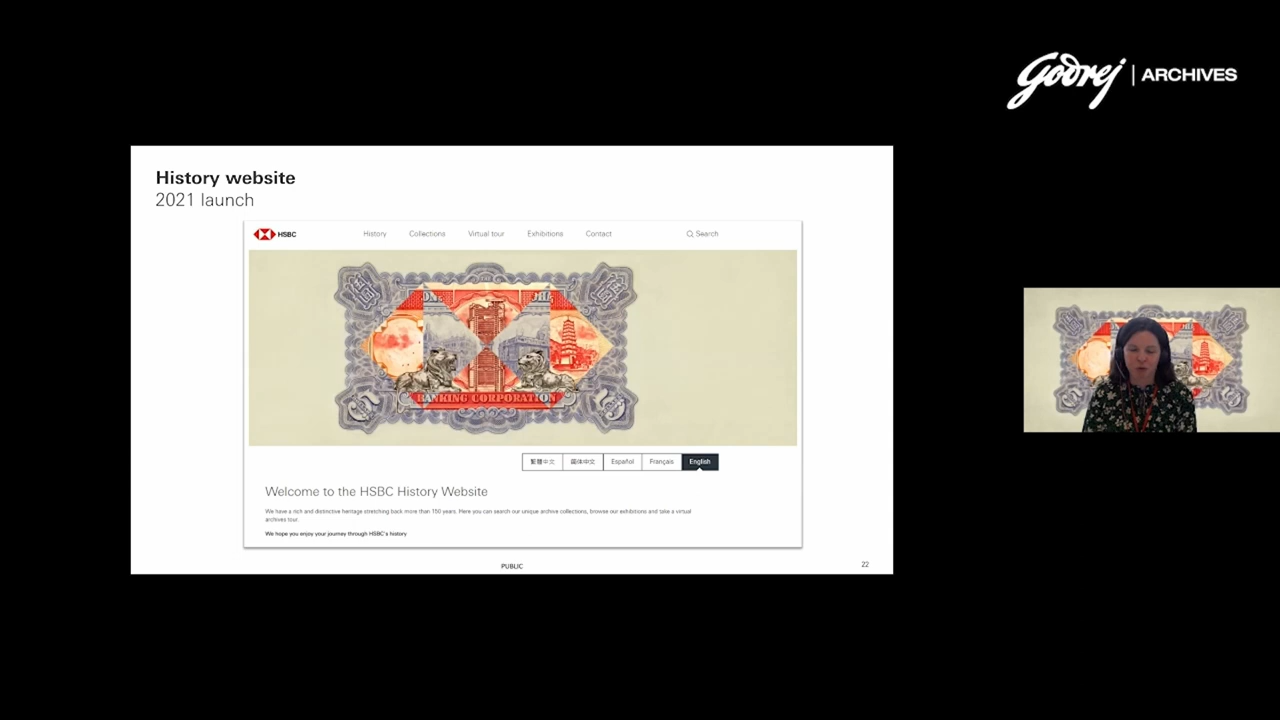 Godrej | ARCHIVES
History website
2021 launch
HSBC
History Collections Virtual tour Exhibitions Contact Search
BANKING CORPORATION
繁體中文 简体中文 Español Français English
Welcome to the HSBC History Website
We have a rich and distinctive heritage stretching back more than 150 years. Here you can search our unique archive collections, browse our exhibitions and take a virtual
archives tour.
We hope you enjoy your journey through HSBC's history
PUBLIC
22